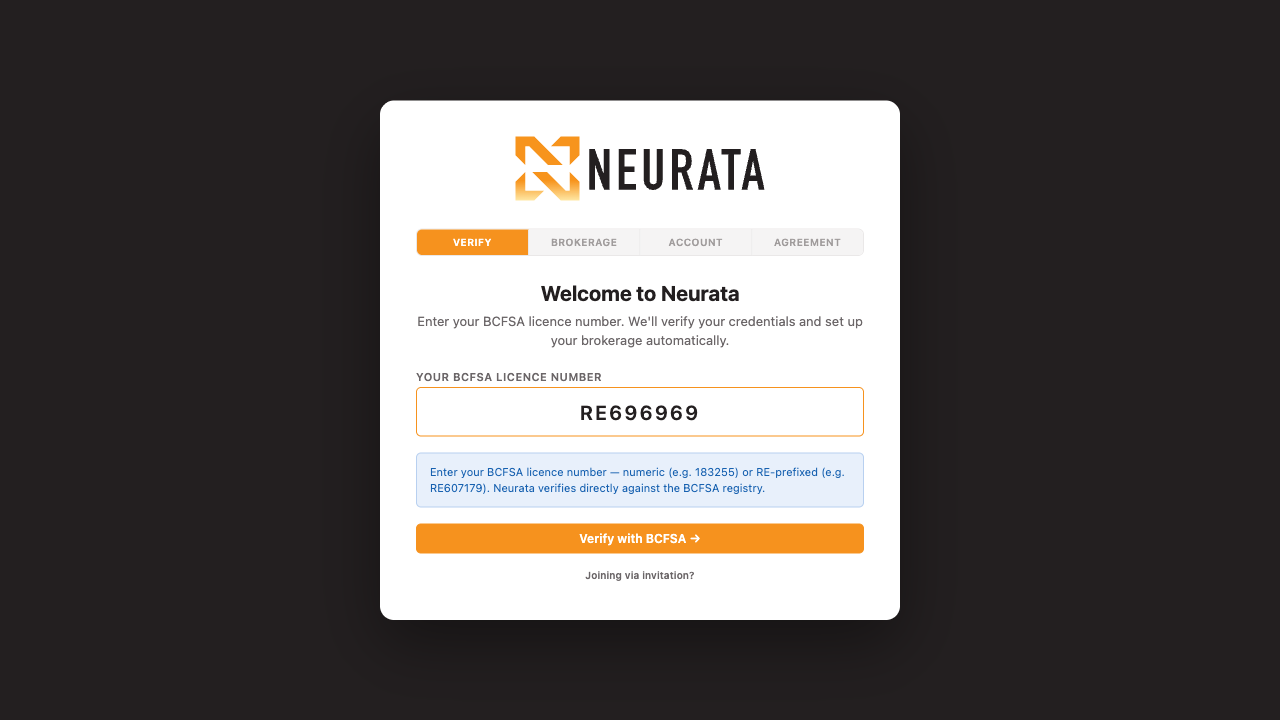 NEURATA
VERIFY
BROKERAGE
ACCOUNT
AGREEMENT
Welcome to Neurata
Enter your BCFSA licence number. We'll verify your credentials and set up
your brokerage automatically.
YOUR BCFSA LICENCE NUMBER
RE696969
Enter your BCFSA licence number — numeric (e.g. 183255) or RE-prefixed (e.g.
RE607179). Neurata verifies directly against the BCFSA registry.
Verify with BCFSA →
Joining via invitation?